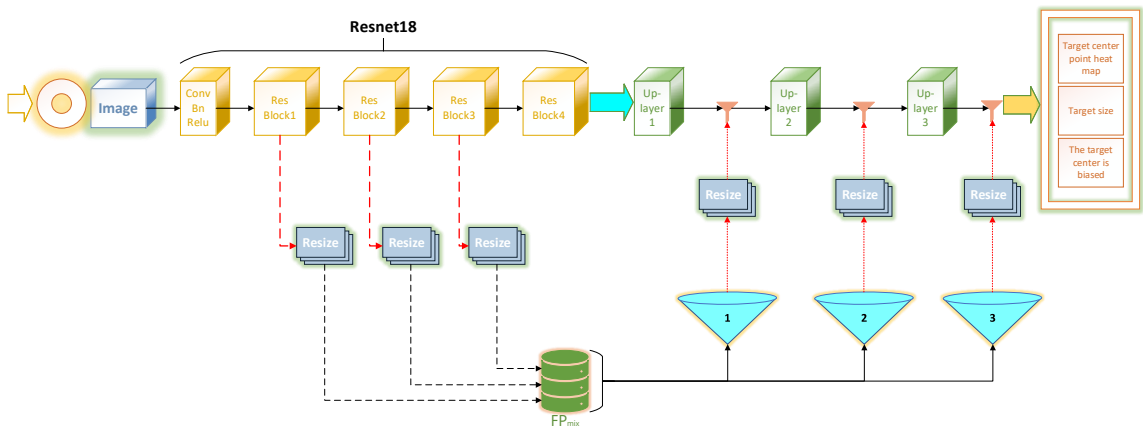 Resnet18
Image
Conv
Bn
Relu
Res
Block1
Res
Block2
Res
Block3
Res
Block4
Up-
layer
1
Up-
layer
2
Up-
layer
3
Target center
point heat
map
Target size
The target
center is
biased
Resize
Resize
Resize
Resize
Resize
Resize
1
2
3
FPmix